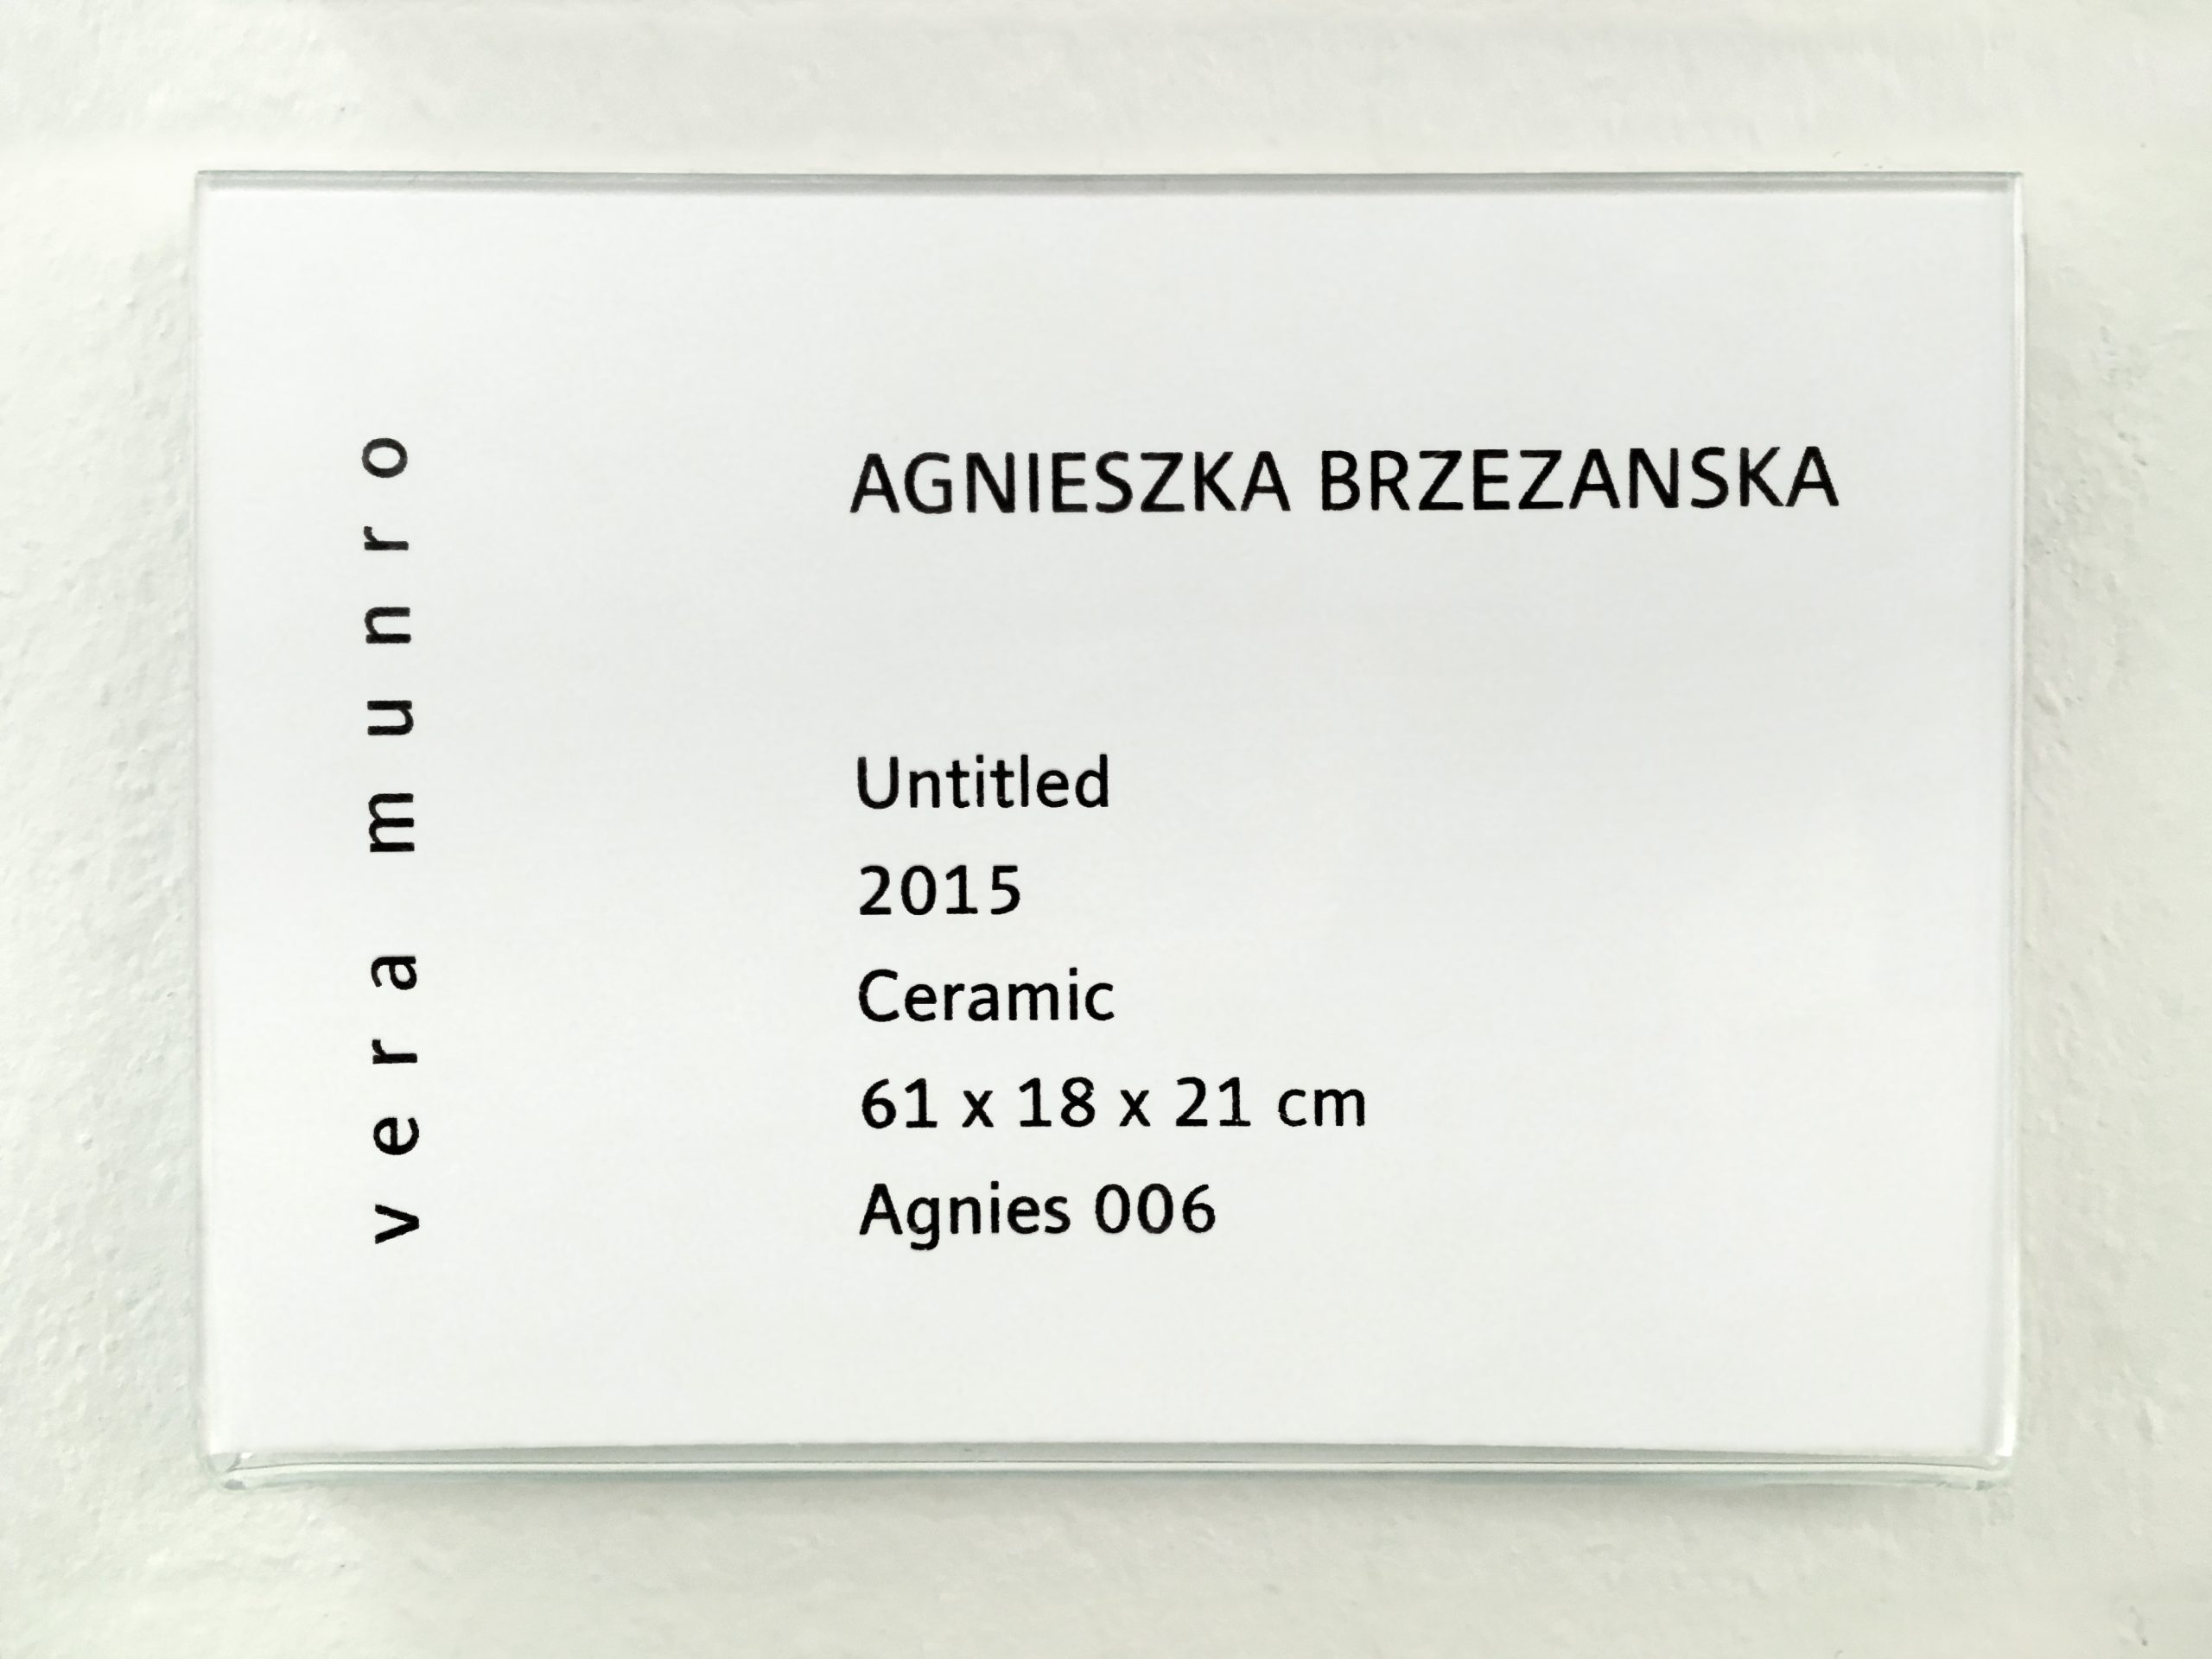 vera munro
AGNIESZKA BRZEZANSKA
Untitled
2015
Ceramic
61 x 18 x 21 cm
Agnies 006